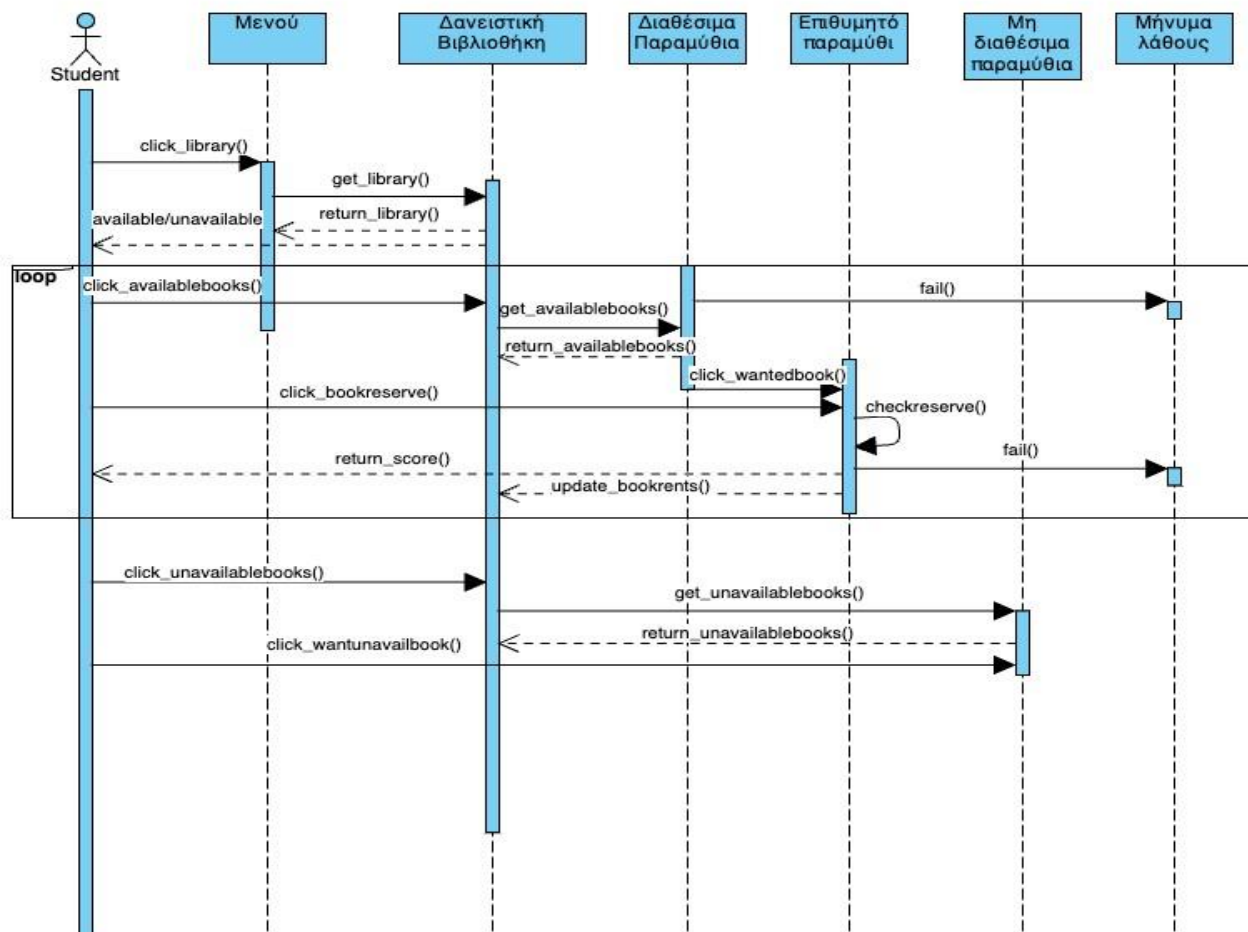 Student
Μενού
Δανειστική
Βιβλιοθήκη
Διαθέσιμα
Παραμύθια
Επιθυμητό
παραμύθι
Μη
διαθέσιμα
παραμύθια
Μήνυμα
λάθους
click_library()
get_library()
return_library()
available/unavailable
loop
click_availablebooks()
fail()
get_availablebooks()
return_availablebooks()
click_wantedbook()
click_bookreserve()
checkreserve()
fail()
return_score()
update_bookrents()
click_unavailablebooks()
get_unavailablebooks()
return_unavailablebooks()
click_wantunavailbook()